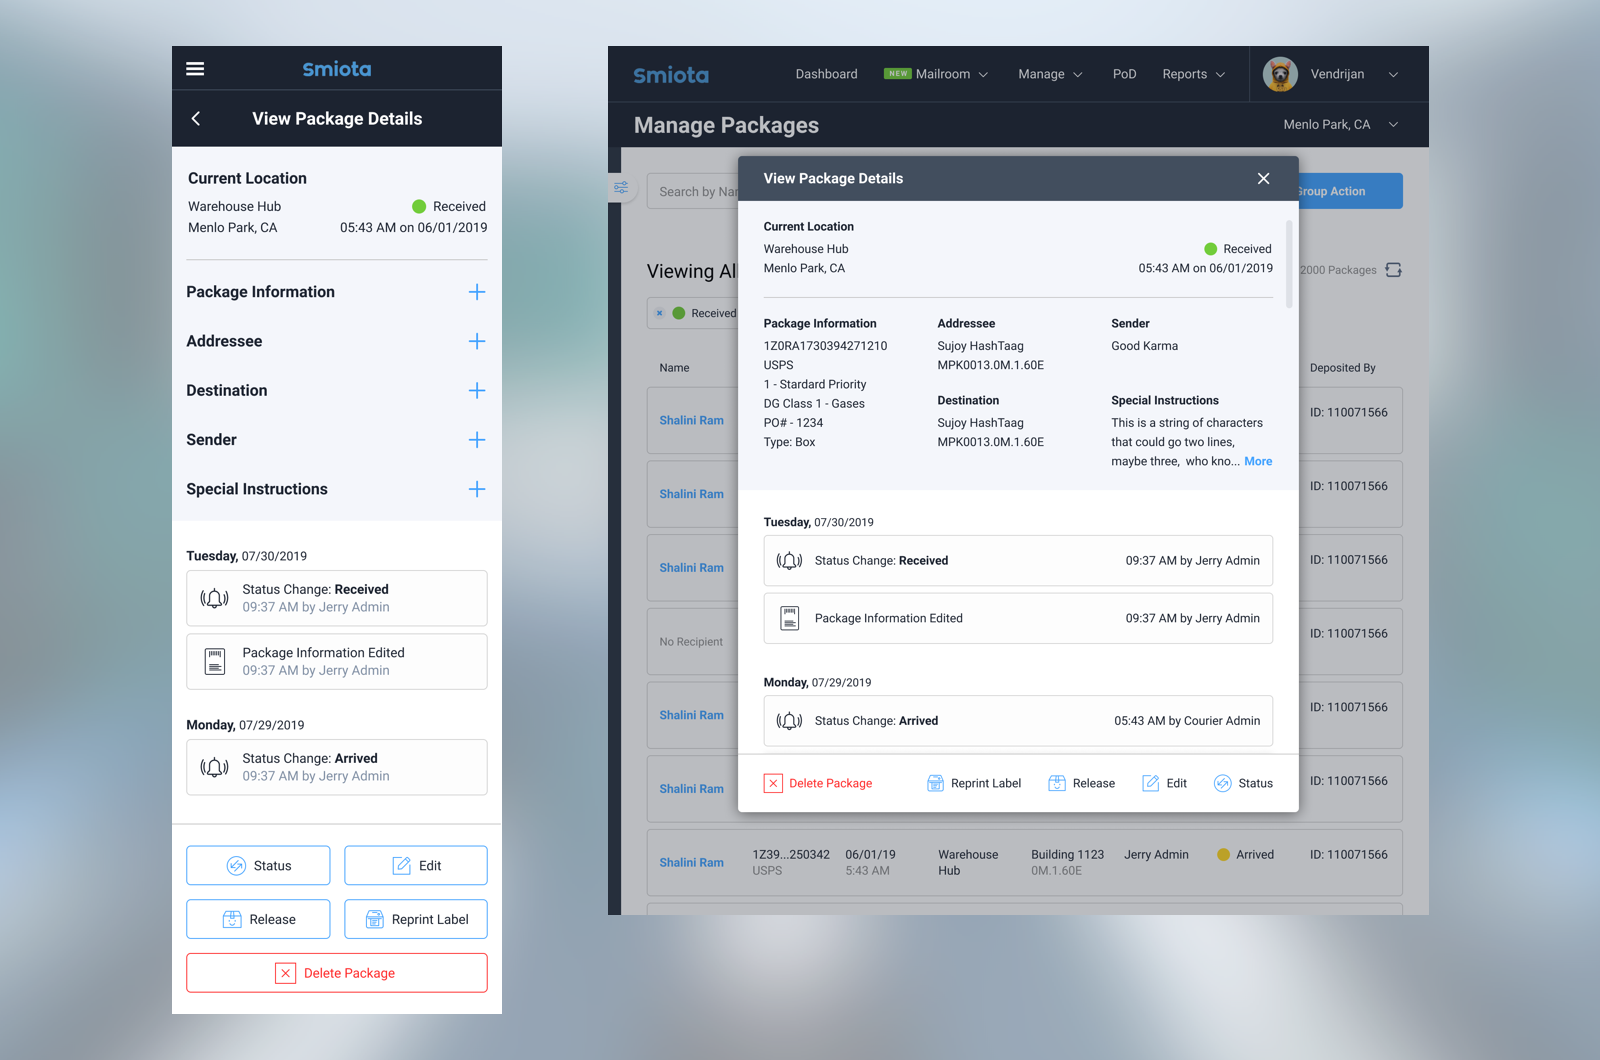 Smiota
View Package Details
Current Location
Warehouse Hub
Received
Menlo Park, CA
05:43 AM on 06/01/2019
Package Information
Addressee
Destination
Sender
Special Instructions
Tuesday, 07/30/2019
Status Change: Received
09:37 AM by Jerry Admin
Package Information Edited
09:37 AM by Jerry Admin
Monday, 07/29/2019
Status Change: Arrived
09:37 AM by Jerry Admin
Status
Edit
Release
Reprint Label
Delete Package
Smiota
Dashboard
NEW Mailroom
Manage
PoD
Reports
Vendrijan
Manage Packages
Menlo Park, CA
Search by
Group Action
Viewing
2000 Packages
Received
Name
Deposited By
Shalini Ram
ID: 110071566
Shalini Ram
ID: 110071566
Shalini Ram
ID: 110071566
No Recipient
ID: 110071566
Shalini Ram
ID: 110071566
Shalini Ram
ID: 110071566
Shalini Ram
1Z39...250342
USPS
06/01/19
5:43 AM
Warehouse
Hub
Building 1123
0M.1.60E
Jerry Admin
Arrived
ID: 110071566
View Package Details
Current Location
Warehouse Hub
Received
Menlo Park, CA
05:43 AM on 06/01/2019
Package Information
1Z0RA1730394271210
USPS
1 - Stardard Priority
DG Class 1 - Gases
PO# - 1234
Type: Box
Addressee
Sujoy HashTaag
MPK0013.0M.1.60E
Destination
Sujoy HashTaag
MPK0013.0M.1.60E
Sender
Good Karma
Special Instructions
This is a string of characters
that could go two lines,
maybe three, who kno... More
Tuesday, 07/30/2019
Status Change: Received
09:37 AM by Jerry Admin
Package Information Edited
09:37 AM by Jerry Admin
Monday, 07/29/2019
Status Change: Arrived
05:43 AM by Courier Admin
Delete Package
Reprint Label
Release
Edit
Status